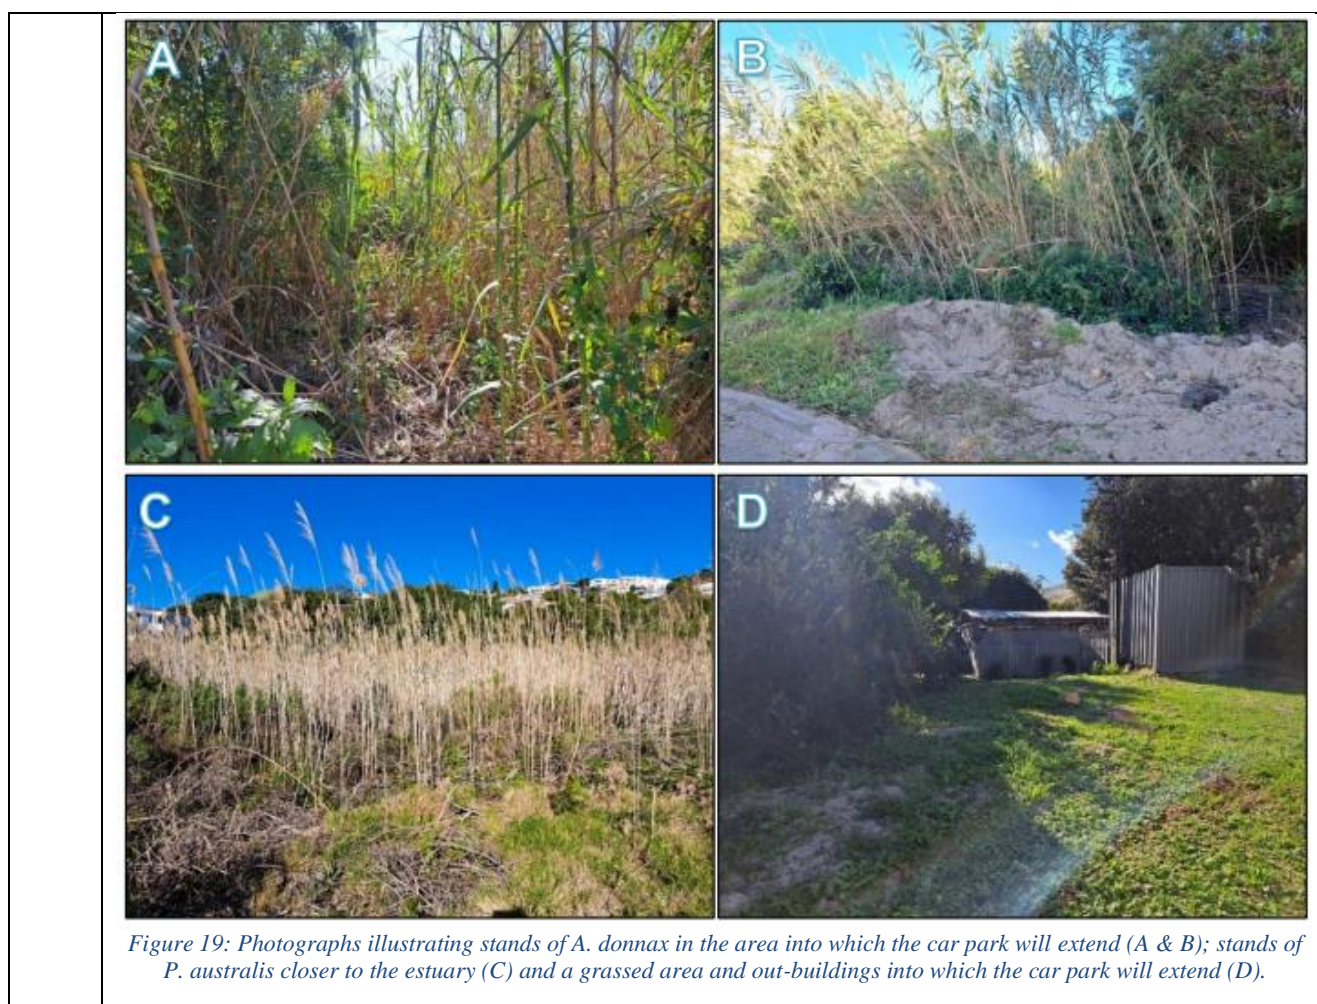 A
B
C
D
Figure 19: Photographs illustrating stands of A. donnax in the area into which the car park will extend (A & B); stands of
P. australis closer to the estuary (C) and a grassed area and out-buildings into which the car park will extend (D).